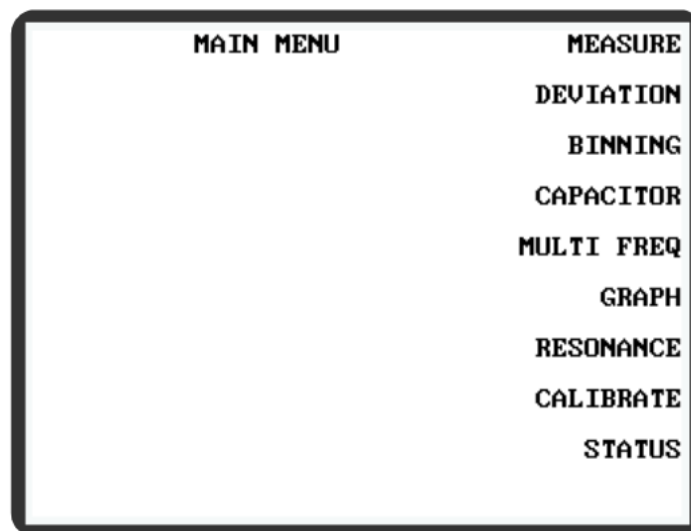 MAIN MENU MEASURE
DEVIATION
BINNING
CAPACITOR
MULTI FREQ
GRAPH
RESONANCE
CALIBRATE
STATUS